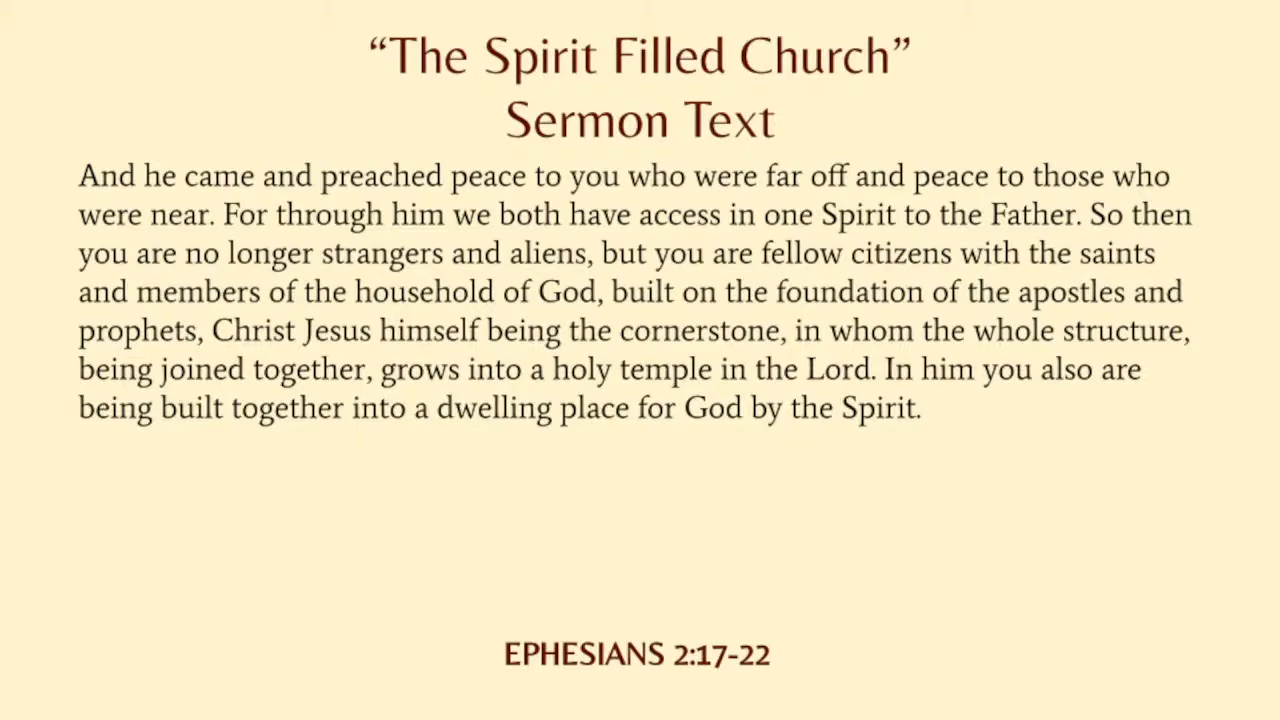 “The Spirit Filled Church”
Sermon Text
And he came and preached peace to you who were far off and peace to those who
were near. For through him we both have access in one Spirit to the Father. So then
you are no longer strangers and aliens, but you are fellow citizens with the saints
and members of the household of God, built on the foundation of the apostles and
prophets, Christ Jesus himself being the cornerstone, in whom the whole structure,
being joined together, grows into a holy temple in the Lord. In him you also are
being built together into a dwelling place for God by the Spirit.
EPHESIANS 2:17-22